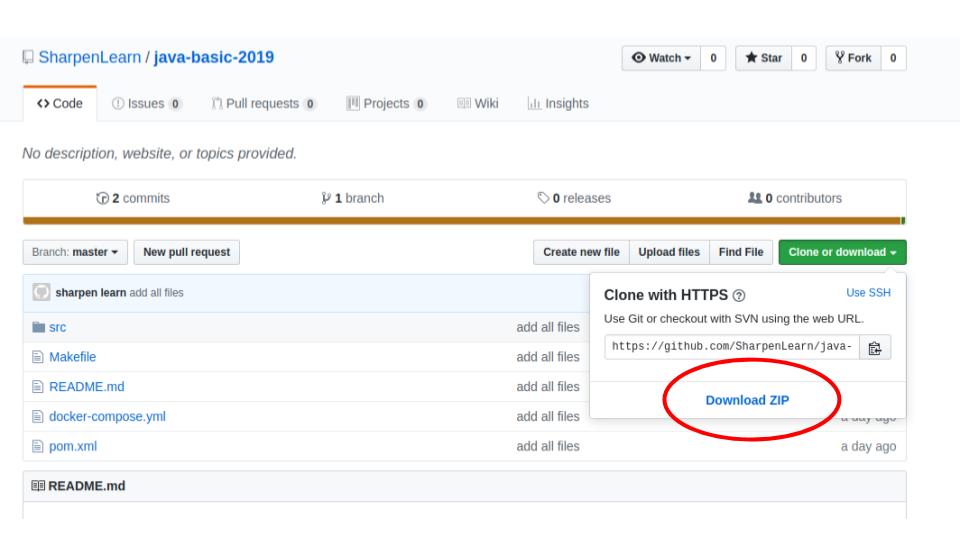 SharpenLearn / java-basic-2019
Watch 0 Star 0 Fork 0
Code Issues 0 Pull requests 0 Projects 0 Wiki Insights
No description, website, or topics provided.
2 commits 1 branch 0 releases 0 contributors
Branch: master New pull request Create new file Upload files Find File Clone or download
sharpen learn add all files
Clone with HTTPS Use SSH
Use Git or checkout with SVN using the web URL.
https://github.com/SharpenLearn/java-
Download ZIP
src add all files
Makefile add all files
README.md add all files
docker-compose.yml add all files a day ago
pom.xml add all files a day ago
README.md